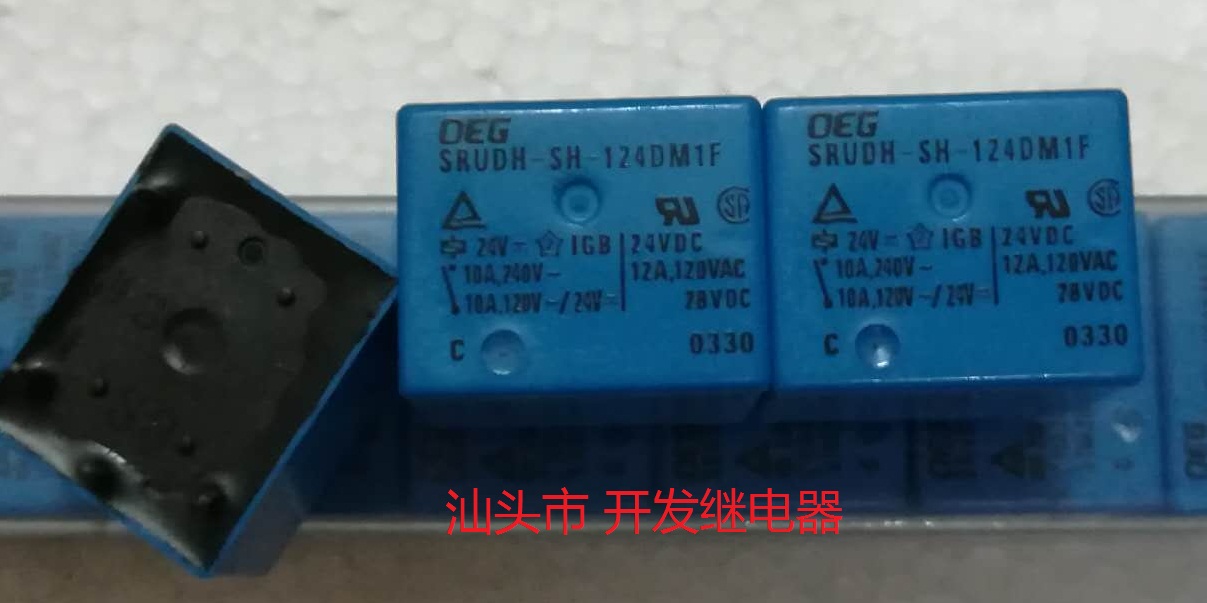 OEG
SRUDH-SH-124DM1F
24V= 2 IGB
10A,240V~
10A,120V~/24V=
24VDC
12A,120VAC
28VDC
C
0330
OEG
SRUDH-SH-124DM1F
24V= 2 IGB
10A,240V~
10A,120V~/24V=
24VDC
12A,120VAC
28VDC
C
0330
汕头市 开发继电器